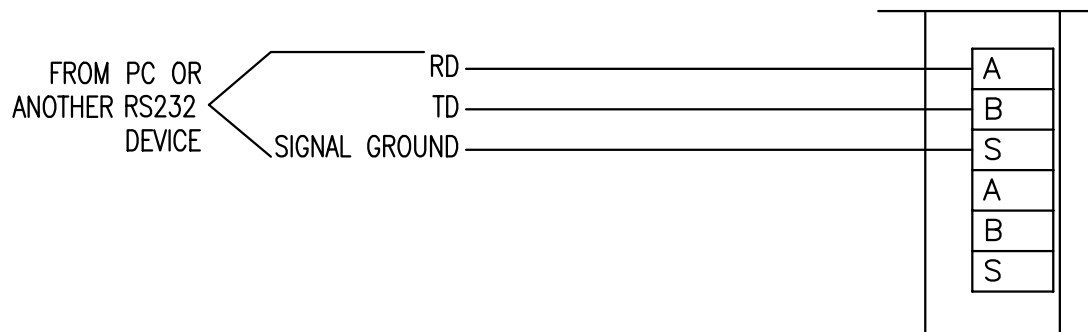 FROM PC OR
ANOTHER RS232
DEVICE
RD
TD
SIGNAL GROUND
A
B
S
A
B
S